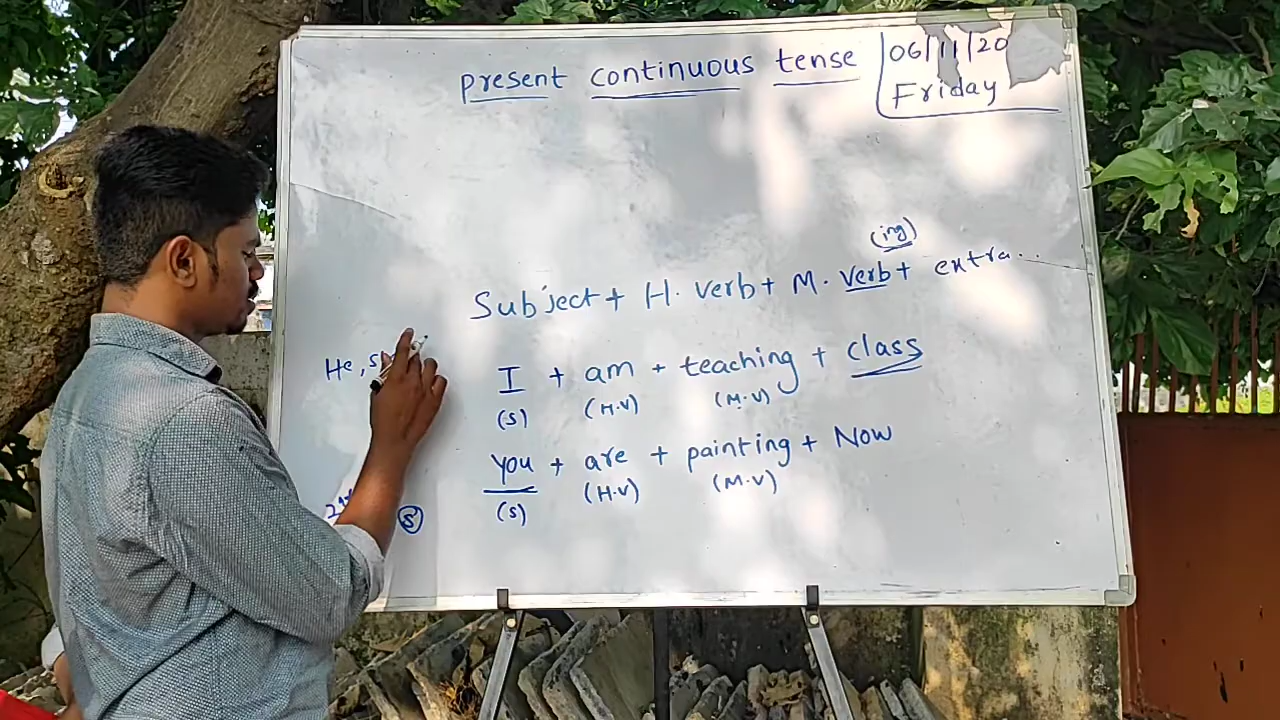 present continuous tense
06/11/20
Friday
(ing)
Subject + H. verb + M. verb + extra...
He, s
I + am + teaching + class
(S) (H.V) (M.V)
you + are + painting + Now
(S) (H.V) (M.V)
S